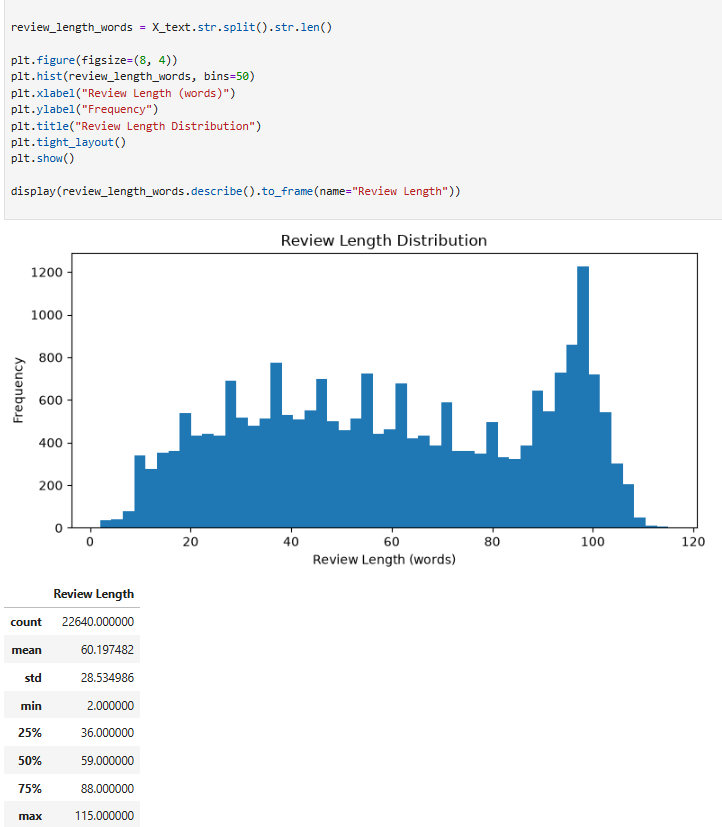 review_length_words = X_text.str.split().str.len()
plt.figure(figsize=(8, 4))
plt.hist(review_length_words, bins=50)
plt.xlabel("Review Length (words)")
plt.ylabel("Frequency")
plt.title("Review Length Distribution")
plt.tight_layout()
plt.show()
display(review_length_words.describe().to_frame(name="Review Length"))
Review Length Distribution
1200
1000
800
600
400
200
0
Frequency
0 20 40 60 80 100 120
Review Length (words)
Review Length
count 22640.000000
mean 60.197482
std 28.534986
min 2.000000
25% 36.000000
50% 59.000000
75% 88.000000
max 115.000000